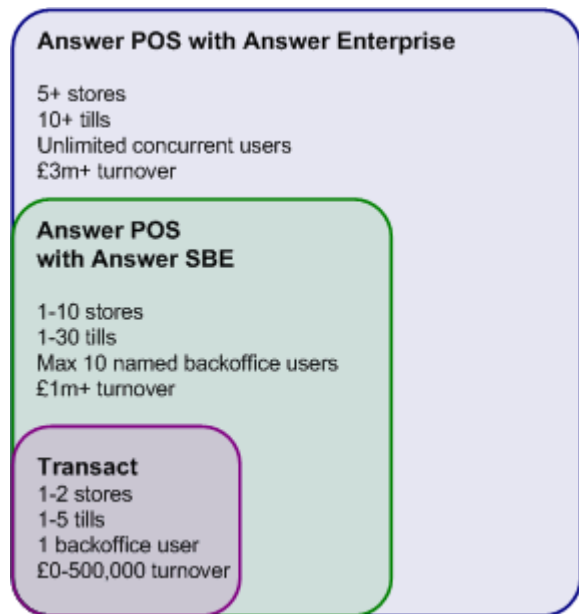 Answer POS with Answer Enterprise
5+ stores
10+ tills
Unlimited concurrent users
£3m+ turnover
Answer POS
with Answer SBE
1-10 stores
1-30 tills
Max 10 named backoffice users
£1m+ turnover
Transact
1-2 stores
1-5 tills
1 backoffice user
£0-500,000 turnover